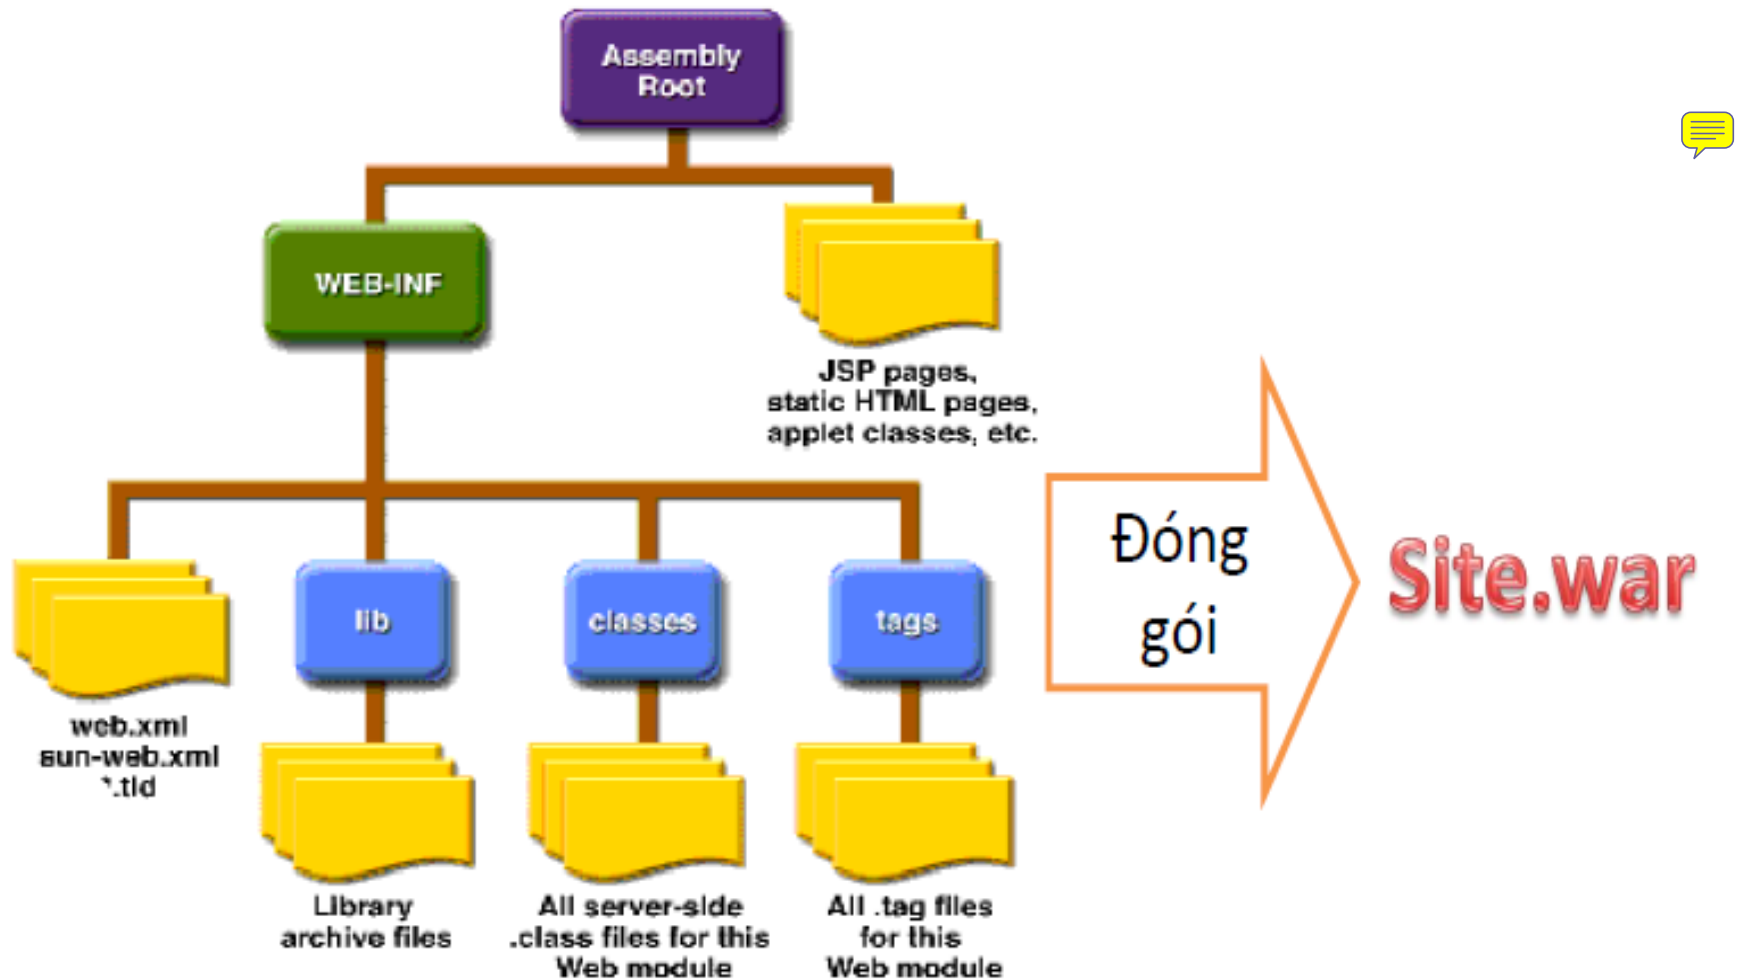 Assembly
Root
WEB-INF
JSP pages,
static HTML pages,
applet classes, etc.
lib
classes
tags
web.xml
sun-web.xml
*.tld
Library
archive files
All server-side
.class files for this
Web module
All .tag files
for this
Web module
Đóng
gói
Site.war